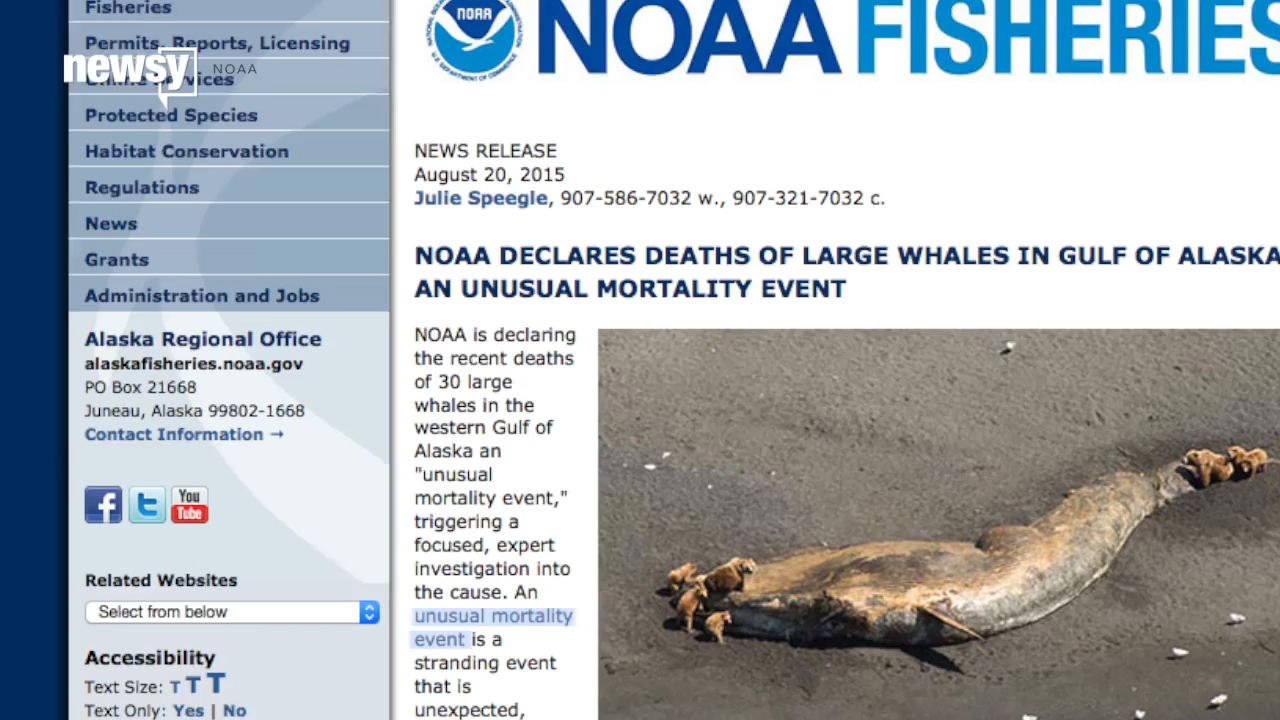 Fisheries
Permits, Reports, Licensing
newsy NOAA
Protected Species
Habitat Conservation
Regulations
News
Grants
Administration and Jobs
Alaska Regional Office
alaskafisheries.noaa.gov
PO Box 21668
Juneau, Alaska 99802-1668
Contact Information →
You
Tube
Related Websites
Select from below
Accessibility
Text Size: T T T
Text Only: Yes | No
NOAA
NOAA FISHERIES
NEWS RELEASE
August 20, 2015
Julie Speegle, 907-586-7032 w., 907-321-7032 c.
NOAA DECLARES DEATHS OF LARGE WHALES IN GULF OF ALASKA
AN UNUSUAL MORTALITY EVENT
NOAA is declaring
the recent deaths
of 30 large
whales in the
western Gulf of
Alaska an
"unusual
mortality event,"
triggering a
focused, expert
investigation into
the cause. An
unusual mortality
event is a
stranding event
that is
unexpected,